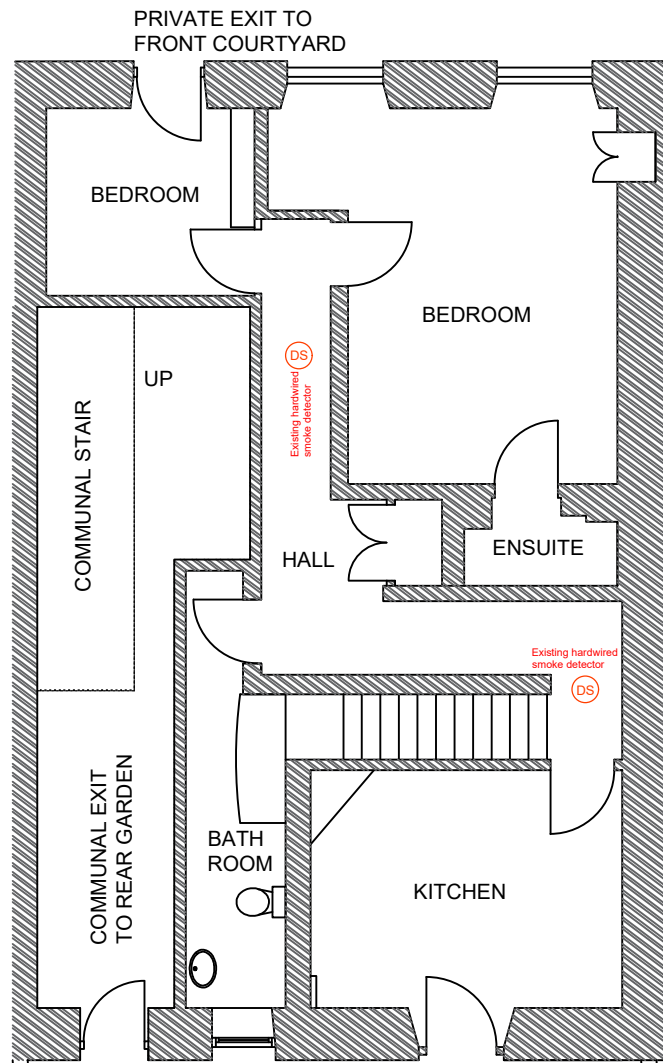 PRIVATE EXIT TO
FRONT COURTYARD
BEDROOM
BEDROOM
UP
DS
Existing hardwired
smoke detector
COMMUNAL STAIR
HALL
ENSUITE
Existing hardwired
smoke detector
DS
COMMUNAL EXIT
TO REAR GARDEN
BATH
ROOM
KITCHEN